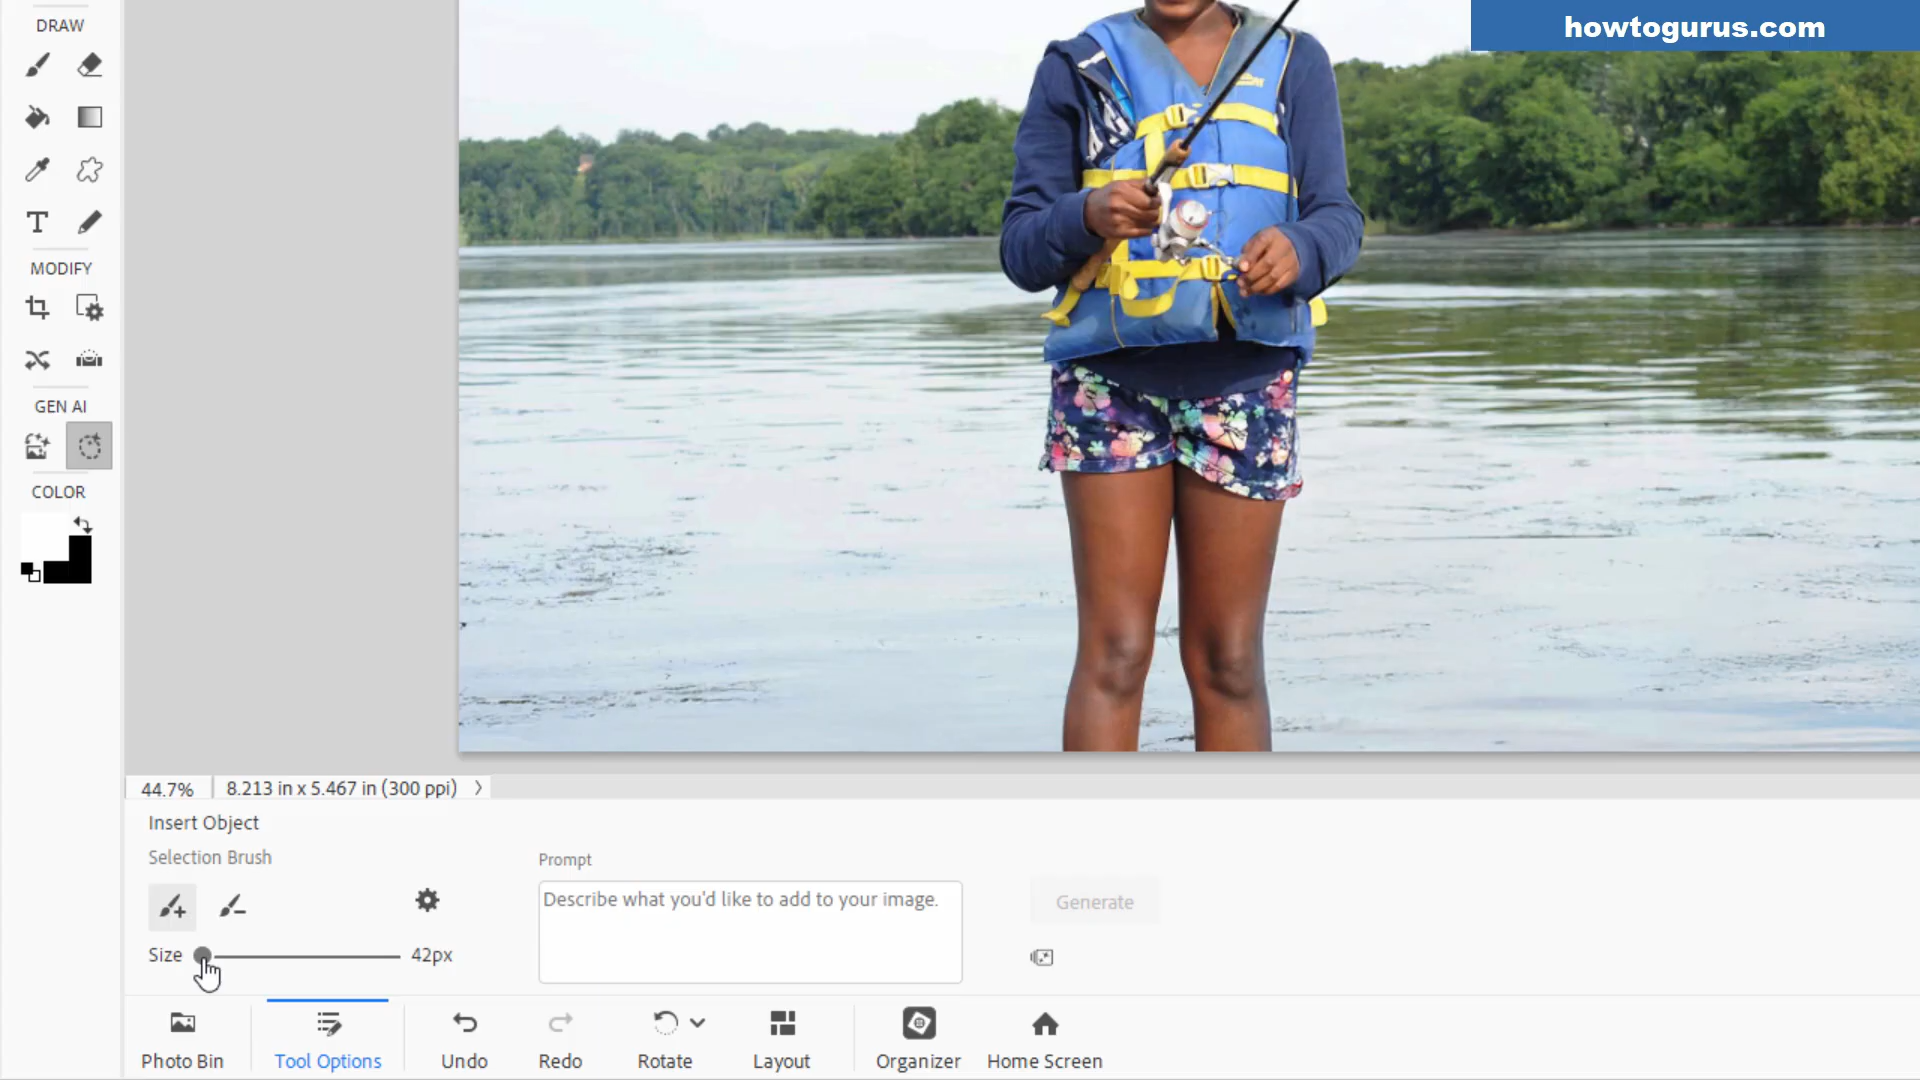 DRAW
howtogurus.com
T
MODIFY
GEN AI
COLOR
44.7%
8.213 in x 5.467 in (300 ppi)
Insert Object
Selection Brush
Size
42px
Prompt
Describe what you'd like to add to your image.
Generate
Photo Bin
Tool Options
Undo
Redo
Rotate
Layout
Organizer
Home Screen